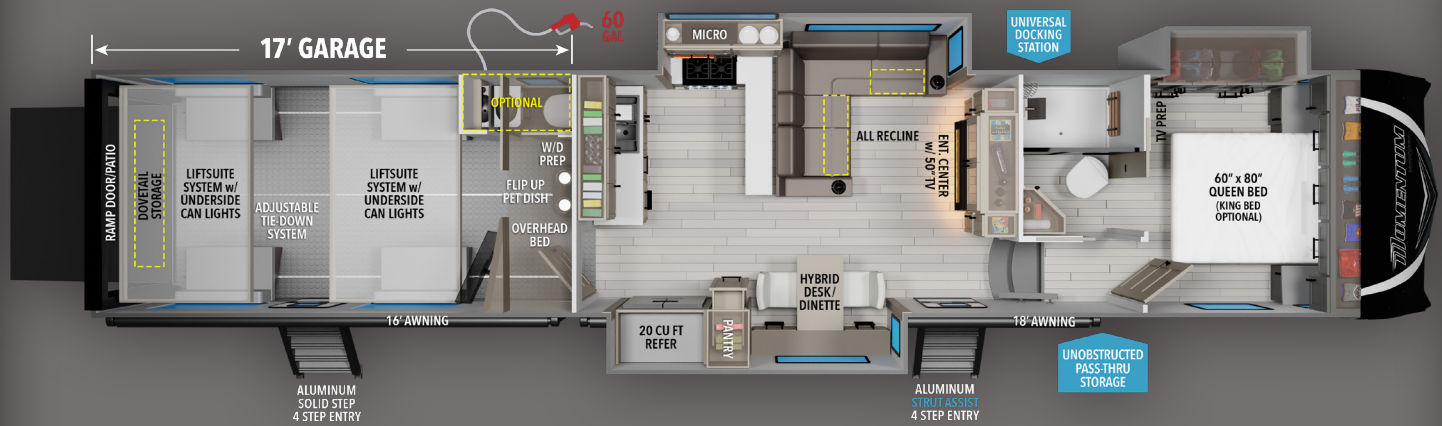 17' GARAGE
60
GAL
MICRO
UNIVERSAL
DOCKING
STATION
OPTIONAL
RAMP DOOR/PATIO
DOVETAIL
STORAGE
LIFTSUITE
SYSTEM w/
UNDERSIDE
CAN LIGHTS
ADJUSTABLE
TIE-DOWN
SYSTEM
LIFTSUITE
SYSTEM w/
UNDERSIDE
CAN LIGHTS
W/D
PREP
FLIP UP
PET DISH
OVERHEAD
BED
ALL RECLINE
ENT. CENTER
w/ 50" TV
TV PREP
60" x 80"
QUEEN BED
(KING BED
OPTIONAL)
MOMENTUM
HYBRID
DESK/
DINETTE
20 CU FT
REFER
PANTRY
16' AWNING
18' AWNING
ALUMINUM
SOLID STEP
4 STEP ENTRY
ALUMINUM
STRUT ASSIST
4 STEP ENTRY
UNOBSTRUCTED
PASS-THRU
STORAGE